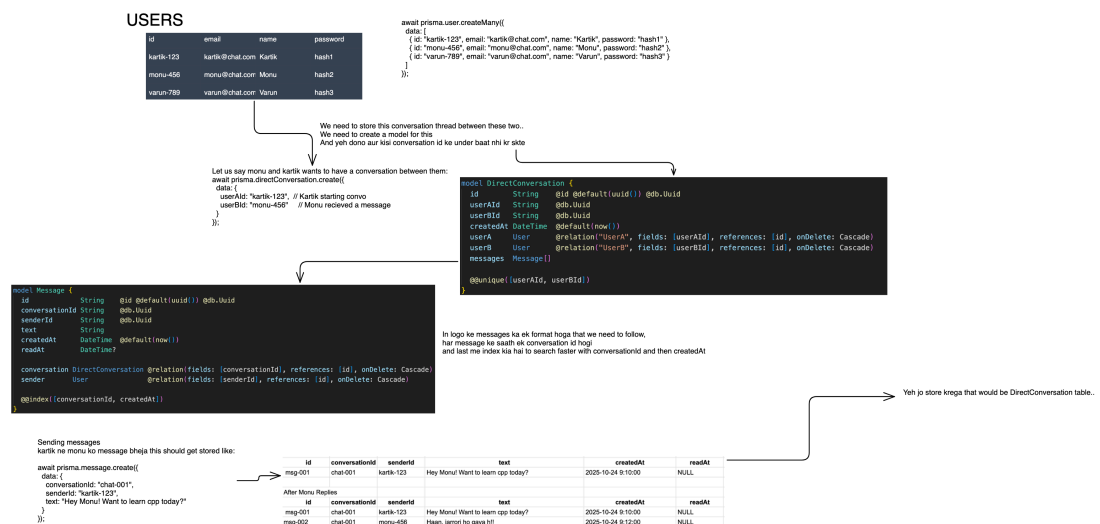 USERS
id email name password
kartik-123 kartik@chat.com Kartik hash1
monu-456 monu@chat.com Monu hash2
varun-789 varun@chat.com Varun hash3
await prisma.user.createMany({
data: [
{ id: "kartik-123", email: "kartik@chat.com", name: "Kartik", password: "hash1" },
{ id: "monu-456", email: "monu@chat.com", name: "Monu", password: "hash2" },
{ id: "varun-789", email: "varun@chat.com", name: "Varun", password: "hash3" }
]
});
We need to store this conversation thread between these two..
We need to create a model for this
And yeh dono aur kisi conversation id ke under baat nhi kr skte
Let us say monu and kartik wants to have a conversation between them:
await prisma.directConversation.create({
data: {
userAId: "kartik-123", // Kartik starting convo
userBId: "monu-456" // Monu recieved a message
}
});
model DirectConversation {
id String @id @default(uuid()) @db.Uuid
userAId String @db.Uuid
userBId String @db.Uuid
createdAt DateTime @default(now())
userA User @relation("UserA", fields: [userAId], references: [id], onDelete: Cascade)
userB User @relation("UserB", fields: [userBId], references: [id], onDelete: Cascade)
messages Message[]
@@unique([userAId, userBId])
}
model Message {
id String @id @default(uuid()) @db.Uuid
conversationId String @db.Uuid
senderId String @db.Uuid
text String
createdAt DateTime @default(now())
readAt DateTime?
conversation DirectConversation @relation(fields: [conversationId], references: [id], onDelete: Cascade)
sender User @relation(fields: [senderId], references: [id], onDelete: Cascade)
@@index([conversationId, createdAt])
}
In logo ke messages ka ek format hoga that we need to follow,
har message ke saath ek conversation id hogi
and last me index kia hai to search faster with conversationId and then createdAt
Yeh jo store krega that would be DirectConversation table..
Sending messages
kartik ne monu ko message bheja this should get stored like:
await prisma.message.create({
data: {
conversationId: "chat-001",
senderId: "kartik-123",
text: "Hey Monu! Want to learn cpp today?"
}
});
id conversationId senderId text createdAt readAt
msg-001 chat-001 kartik-123 Hey Monu! Want to learn cpp today? 2025-10-24 9:10:00 NULL
After Monu Replies
id conversationId senderId text createdAt readAt
msg-001 chat-001 kartik-123 Hey Monu! Want to learn cpp today? 2025-10-24 9:10:00 NULL
msg-002 chat-001 monu-456 Haan, jarrori ho gaya h!! 2025-10-24 9:12:00 NULL